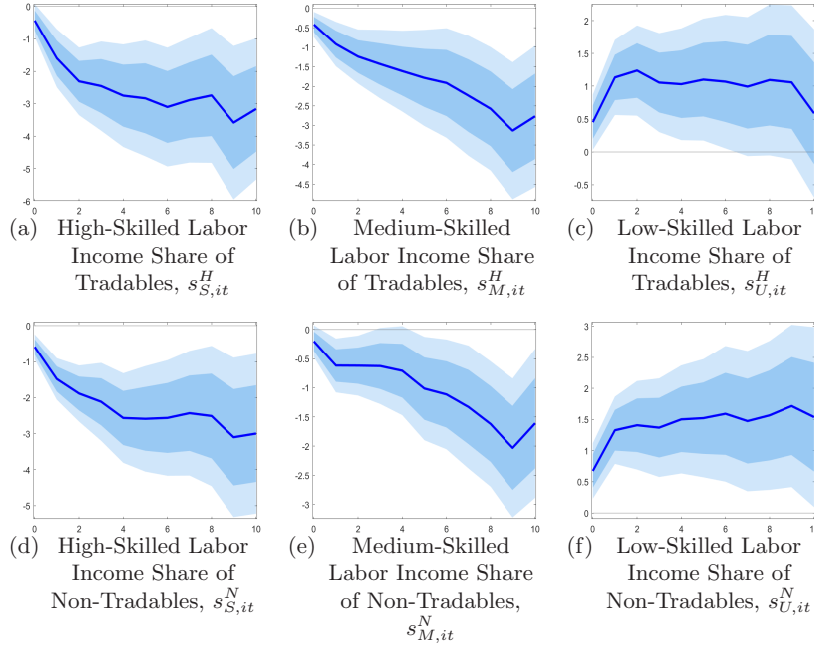 0
-1
-2
-3
-4
-5
-6
0 2 4 6 8 10
(a) High-Skilled Labor
Income Share of
Tradables, s^H_{S,it}
0
-0.5
-1
-1.5
-2
-2.5
-3
-3.5
-4
-4.5
0 2 4 6 8 10
(b) Medium-Skilled
Labor Income Share
of Tradables, s^H_{M,it}
2
1.5
1
0.5
0
-0.5
0 2 4 6 8 10
(c) Low-Skilled Labor
Income Share of
Tradables, s^H_{U,it}
0
-1
-2
-3
-4
-5
0 2 4 6 8 10
(d) High-Skilled Labor
Income Share of
Non-Tradables, s^N_{S,it}
0
-0.5
-1
-1.5
-2
-2.5
-3
0 2 4 6 8 10
(e) Medium-Skilled
Labor Income Share
of Non-Tradables,
s^N_{M,it}
3
2.5
2
1.5
1
0.5
0
0 2 4 6 8 10
(f) Low-Skilled Labor
Income Share of
Non-Tradables, s^N_{U,it}